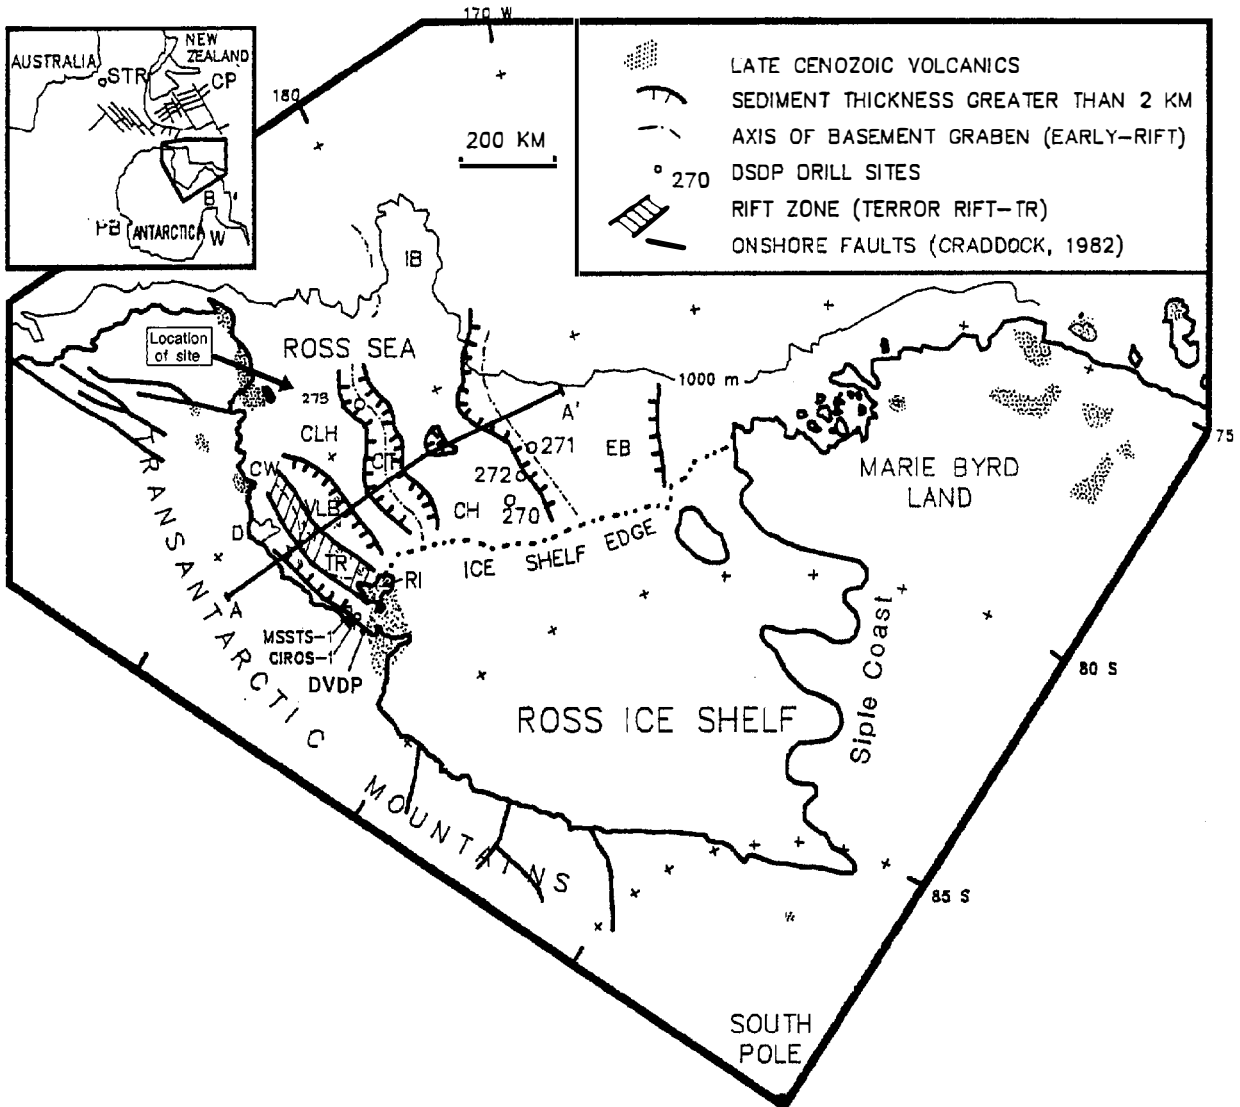 170 W
180
AUSTRALIA
NEW
ZEALAND
STR
CP
B
PB
ANTARCTICA
W
LATE CENOZOIC VOLCANICS
SEDIMENT THICKNESS GREATER THAN 2 KM
AXIS OF BASEMENT GRABEN (EARLY-RIFT)
270 DSDP DRILL SITES
RIFT ZONE (TERROR RIFT-TR)
ONSHORE FAULTS (CRADDOCK, 1982)
200 KM
IB
Location
of site
ROSS SEA
1000 m
273
A'
75
CLH
CT
271
EB
CW
272
MARIE BYRD
LAND
VLB
CH
270
D
TR
RI
ICE SHELF EDGE
A
MSSTS-1
CIROS-1
DVDP
TRANSANTARCTIC
MOUNTAINS
ROSS ICE SHELF
Siple Coast
80 S
85 S
SOUTH
POLE